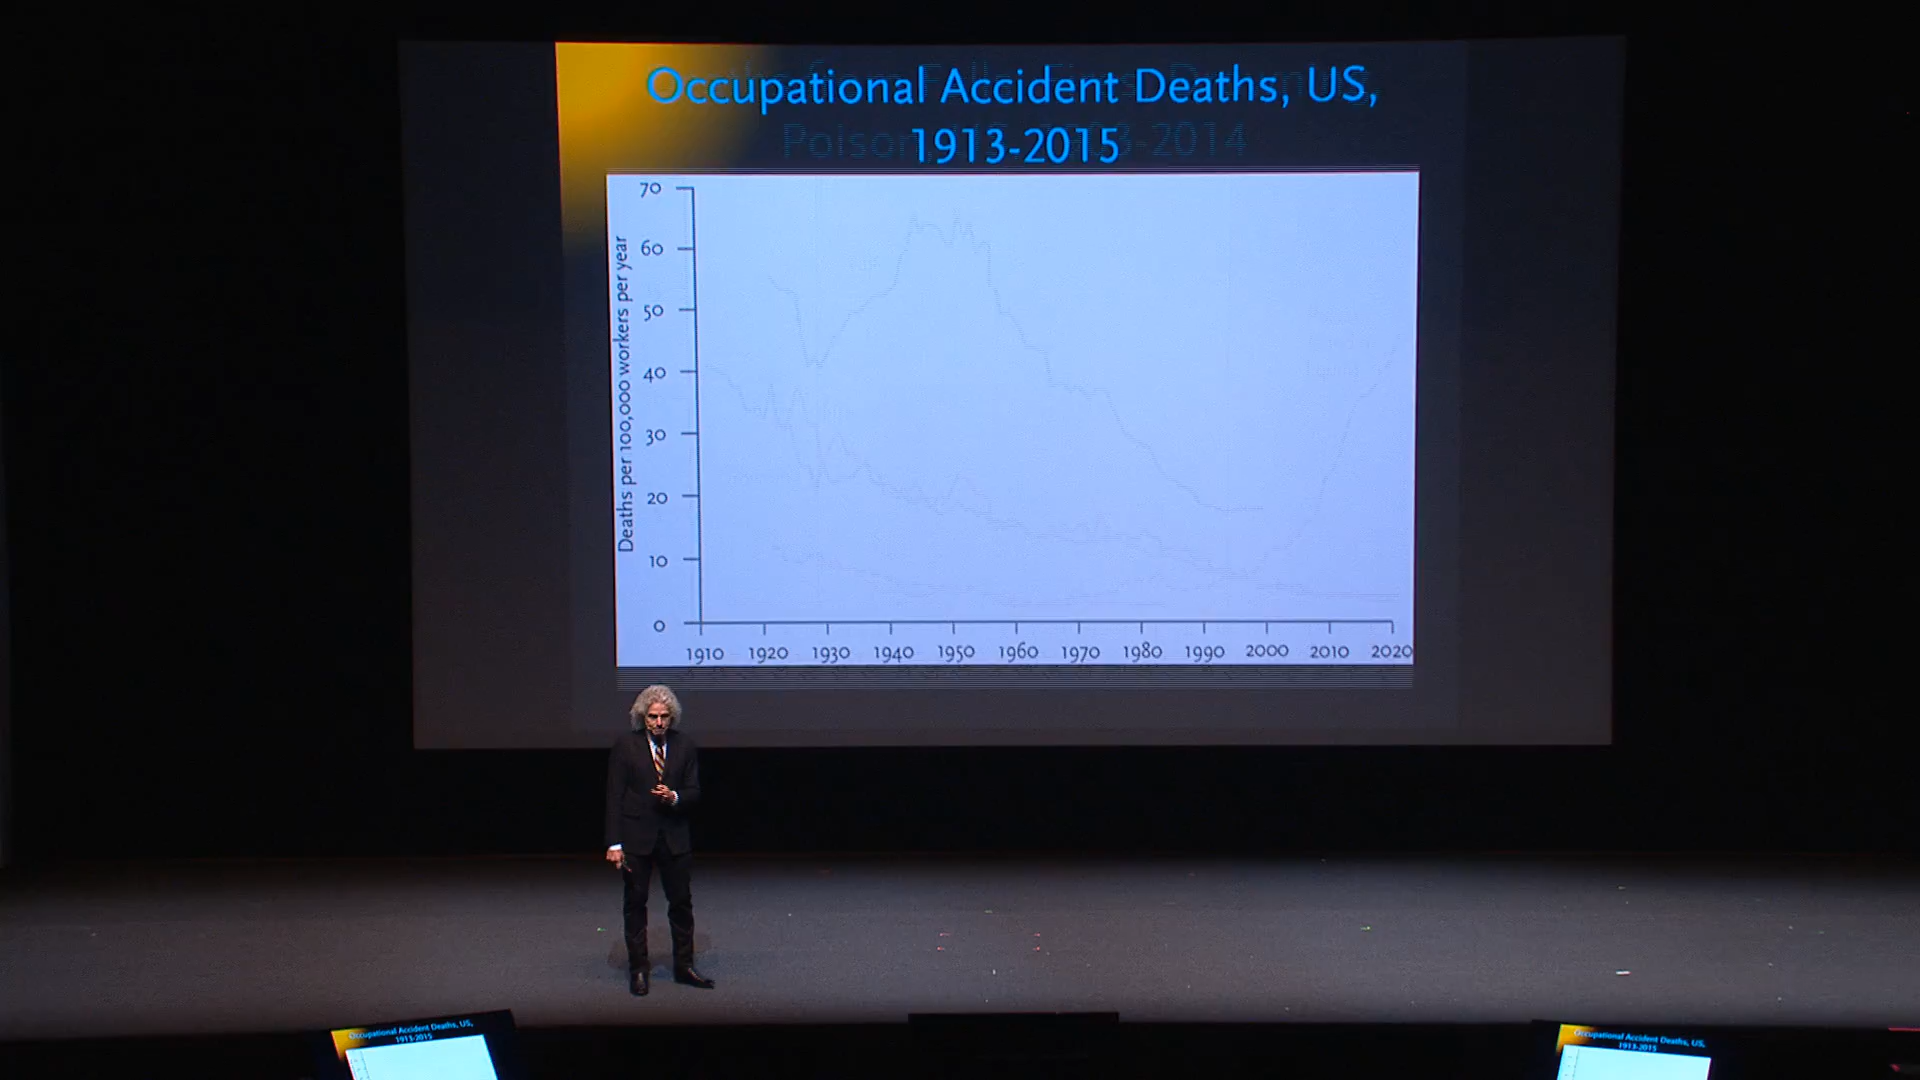 Occupational Accident Deaths, US,
1913-2015
Poison
3-2014
Deaths per 100,000 workers per year
70
60
50
40
30
20
10
0
1910 1920 1930 1940 1950 1960 1970 1980 1990 2000 2010 2020
Occupational Accident Deaths, US,
1913-2015
Occupational Accident Deaths, US,
1913-2015